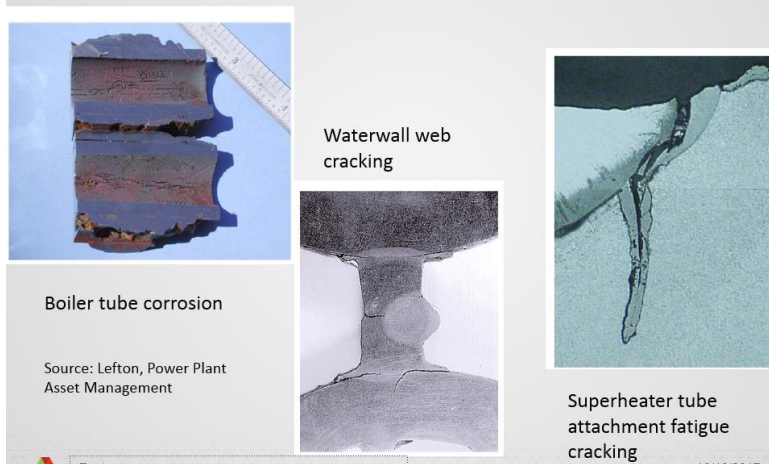 Waterwall web
cracking
Boiler tube corrosion
Source: Lefton, Power Plant
Asset Management
Superheater tube
attachment fatigue
cracking